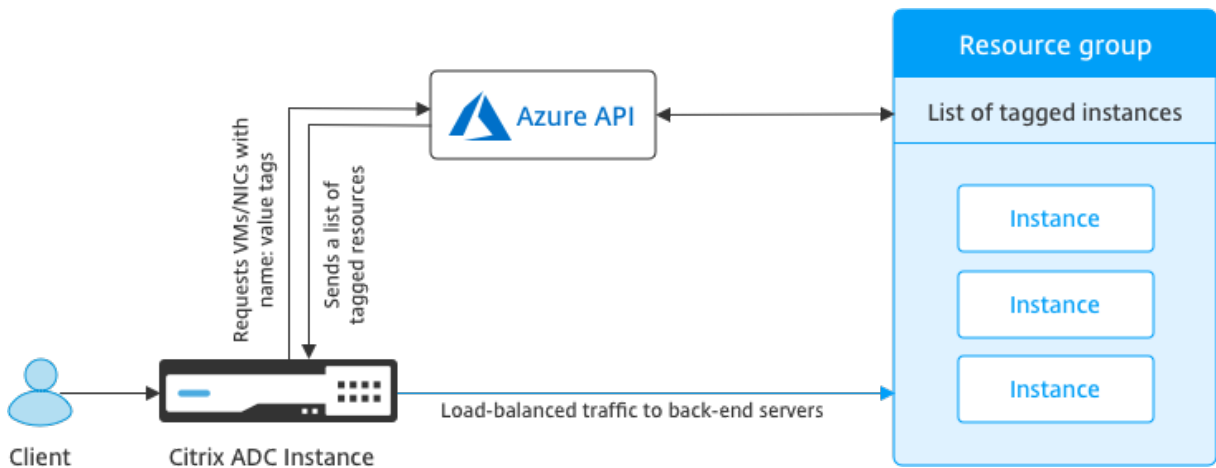 Resource group
List of tagged instances
Instance
Instance
Instance
Azure API
Requests VMs/NICs with
name: value tags
Sends a list of
tagged resources
Load-balanced traffic to back-end servers
Client
Citrix ADC Instance